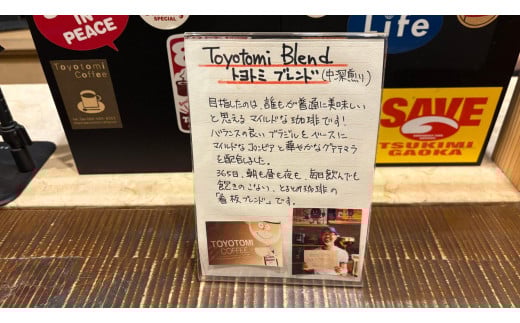 IN PEACE
SPECIAL
Life
Toyotomi
Coffee
Toyotomi Blend
トヨトミ ブレンド(中深煎り)
目指したのは、誰もが普通に美味しい
と思えるマイルドな珈琲です!
バランスの良いブラジルをベースに
マイルドなコロンビアと華やかなグァテマラ
を配合しました。
365日、朝も昼も夜も、毎日飲んでも
飽きのこない、とよとみ珈琲の
「看板ブレンド」です。
TOYOTOMI
COFFEE
SAVE
TSUKIMI
GAOKA